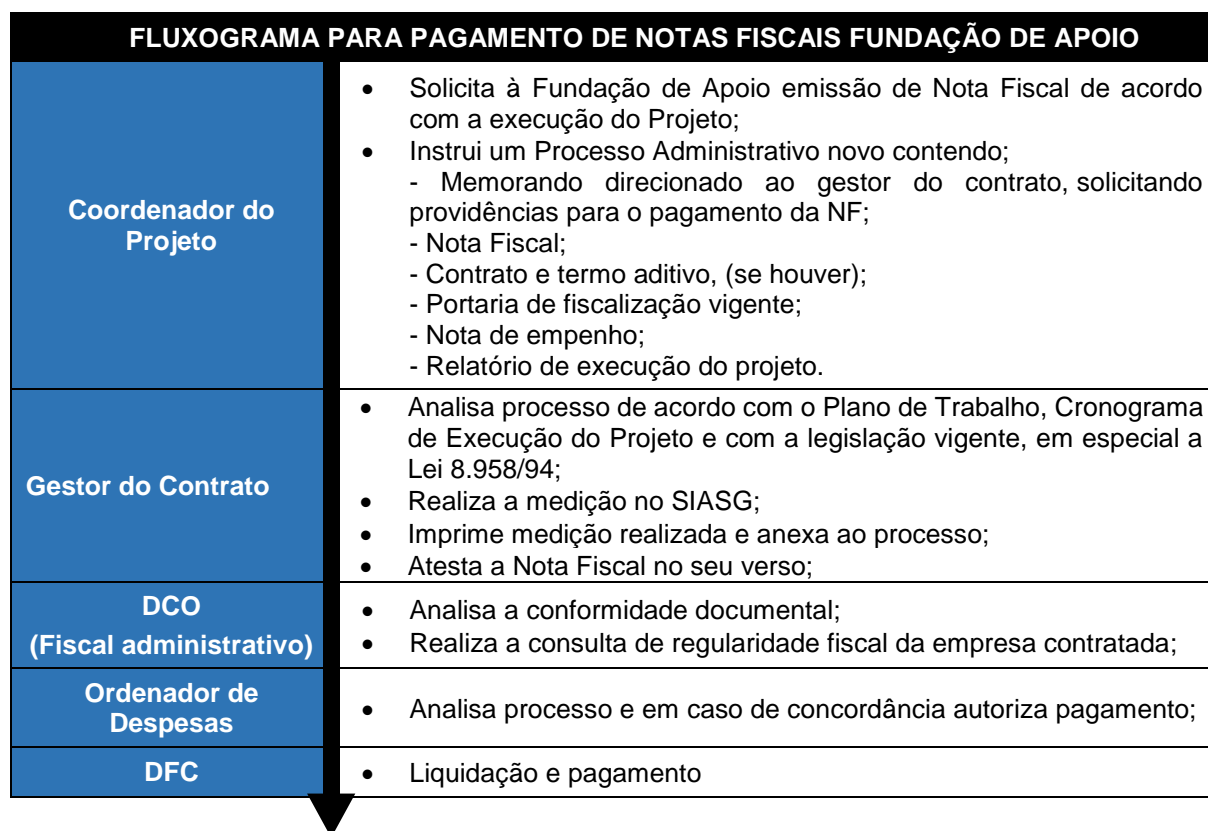 FLUXOGRAMA PARA PAGAMENTO DE NOTAS FISCAIS FUNDAÇÃO DE APOIO
Coordenador do
Projeto
• Solicita à Fundação de Apoio emissão de Nota Fiscal de acordo
com a execução do Projeto;
• Instrui um Processo Administrativo novo contendo;
- Memorando direcionado ao gestor do contrato, solicitando
providências para o pagamento da NF;
- Nota Fiscal;
- Contrato e termo aditivo, (se houver);
- Portaria de fiscalização vigente;
- Nota de empenho;
- Relatório de execução do projeto.
Gestor do Contrato
• Analisa processo de acordo com o Plano de Trabalho, Cronograma
de Execução do Projeto e com a legislação vigente, em especial a
Lei 8.958/94;
• Realiza a medição no SIASG;
• Imprime medição realizada e anexa ao processo;
• Atesta a Nota Fiscal no seu verso;
DCO
(Fiscal administrativo)
• Analisa a conformidade documental;
• Realiza a consulta de regularidade fiscal da empresa contratada;
Ordenador de
Despesas
• Analisa processo e em caso de concordância autoriza pagamento;
DFC
• Liquidação e pagamento